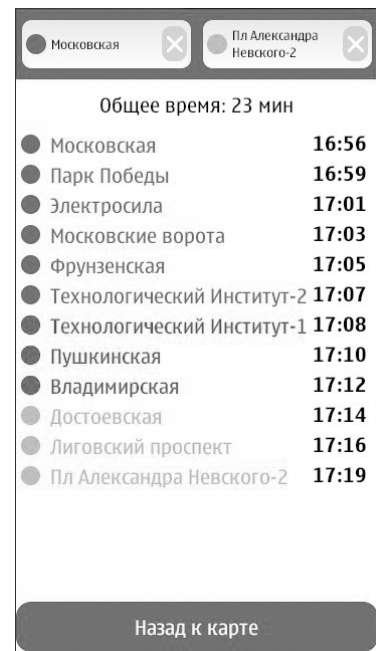 Московская
Пл Александра
Невского-2
Общее время: 23 мин
Московская 16:56
Парк Победы 16:59
Электросила 17:01
Московские ворота 17:03
Фрунзенская 17:05
Технологический Институт-2 17:07
Технологический Институт-1 17:08
Пушкинская 17:10
Владимирская 17:12
Достоевская 17:14
Лиговский проспект 17:16
Пл Александра Невского-2 17:19
Назад к карте